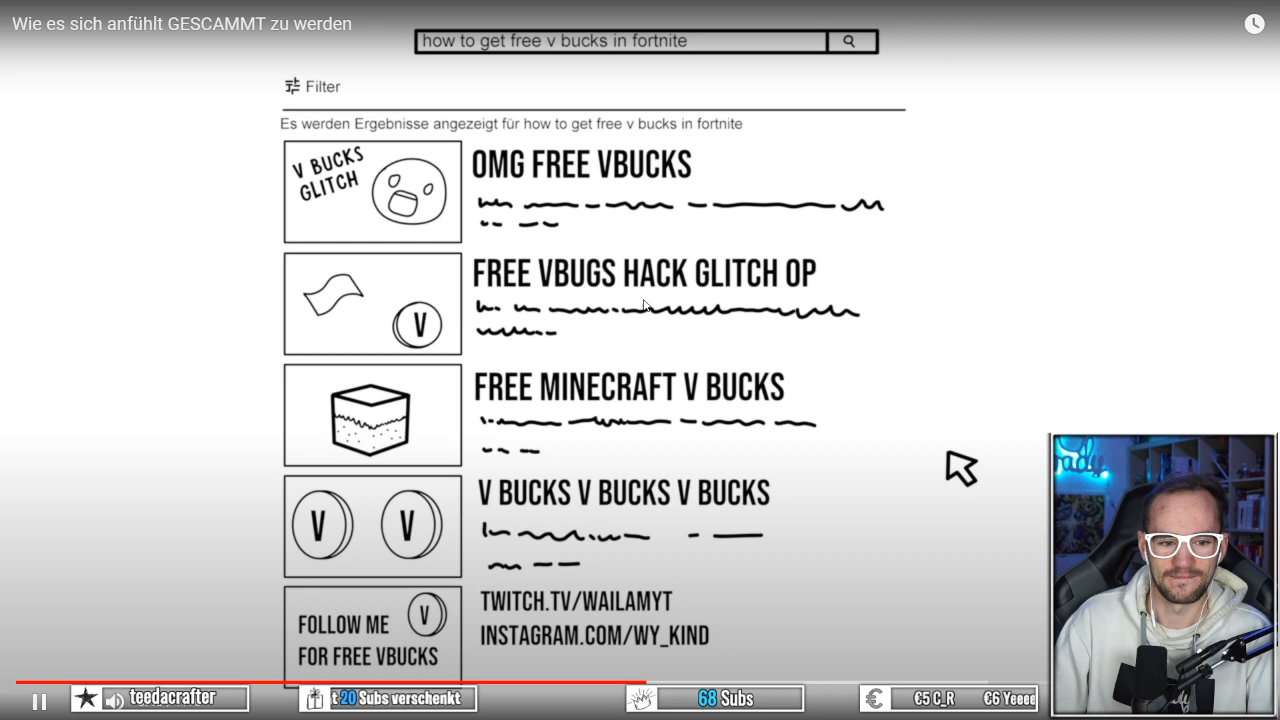 Wie es sich anfühlt GESCAMMT zu werden
how to get free v bucks in fortnite
Filter
Es werden Ergebnisse angezeigt für how to get free v bucks in fortnite
V BUCKS
GLITCH
OMG FREE VBUCKS
FREE VBUGS HACK GLITCH OP
V
FREE MINECRAFT V BUCKS
V BUCKS V BUCKS V BUCKS
V V
FOLLOW ME V
FOR FREE VBUCKS
TWITCH.TV/WAILAMYT
INSTAGRAM.COM/WY_KIND
ady
teedacrafter
t 20 Subs verschenkt
68 Subs
€ €5 C_R €6 Yeeee